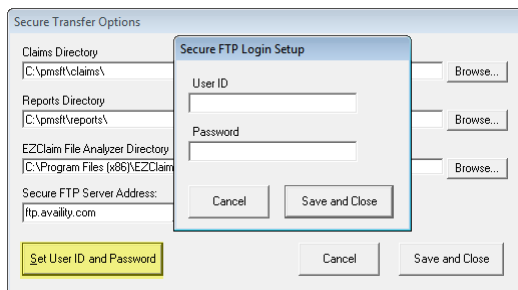 Secure Transfer Options
Claims Directory
C:\pmsft\claims\
Browse...
Reports Directory
C:\pmsft\reports\
Browse...
EZClaim File Analyzer Directory
C:\Program Files (x86)\EZClaim
Browse...
Secure FTP Server Address:
ftp.availity.com
Set User ID and Password
Cancel
Save and Close
Secure FTP Login Setup
User ID
Password
Cancel
Save and Close